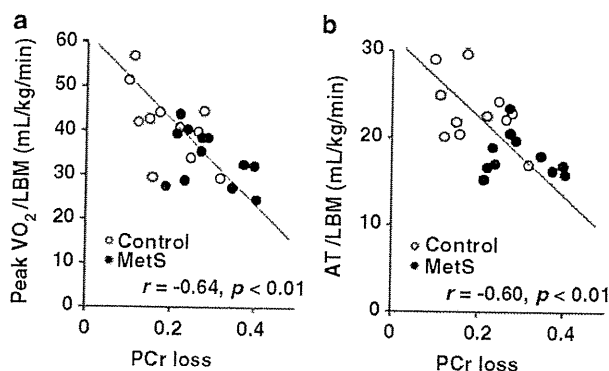 a
Peak VO2/LBM (mL/kg/min)
60
50
40
30
20
10
0
Control
MetS
r = -0.64, p < 0.01
0
0.2
0.4
PCr loss
b
AT/LBM (mL/kg/min)
30
20
10
0
Control
MetS
r = -0.60, p < 0.01
0
0.2
0.4
PCr loss